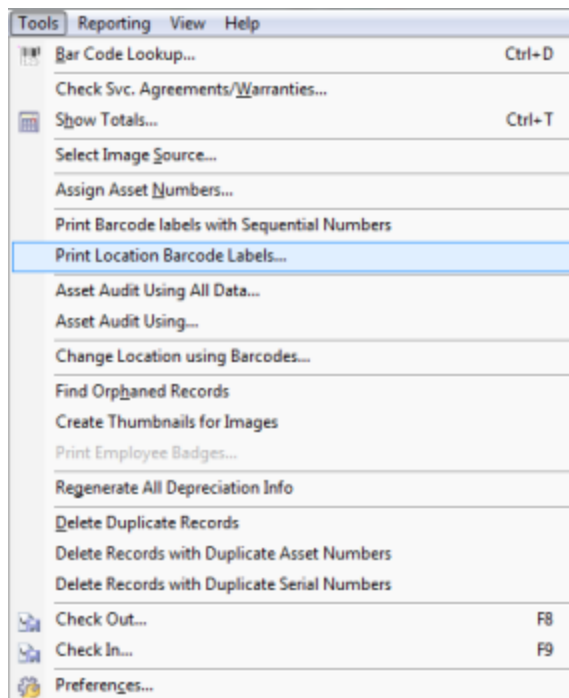 Tools Reporting View Help
Bar Code Lookup... Ctrl+D
Check Svc. Agreements/Warranties...
Show Totals... Ctrl+T
Select Image Source...
Assign Asset Numbers...
Print Barcode labels with Sequential Numbers
Print Location Barcode Labels...
Asset Audit Using All Data...
Asset Audit Using...
Change Location using Barcodes...
Find Orphaned Records
Create Thumbnails for Images
Print Employee Badges...
Regenerate All Depreciation Info
Delete Duplicate Records
Delete Records with Duplicate Asset Numbers
Delete Records with Duplicate Serial Numbers
Check Out... F8
Check In... F9
Preferences...